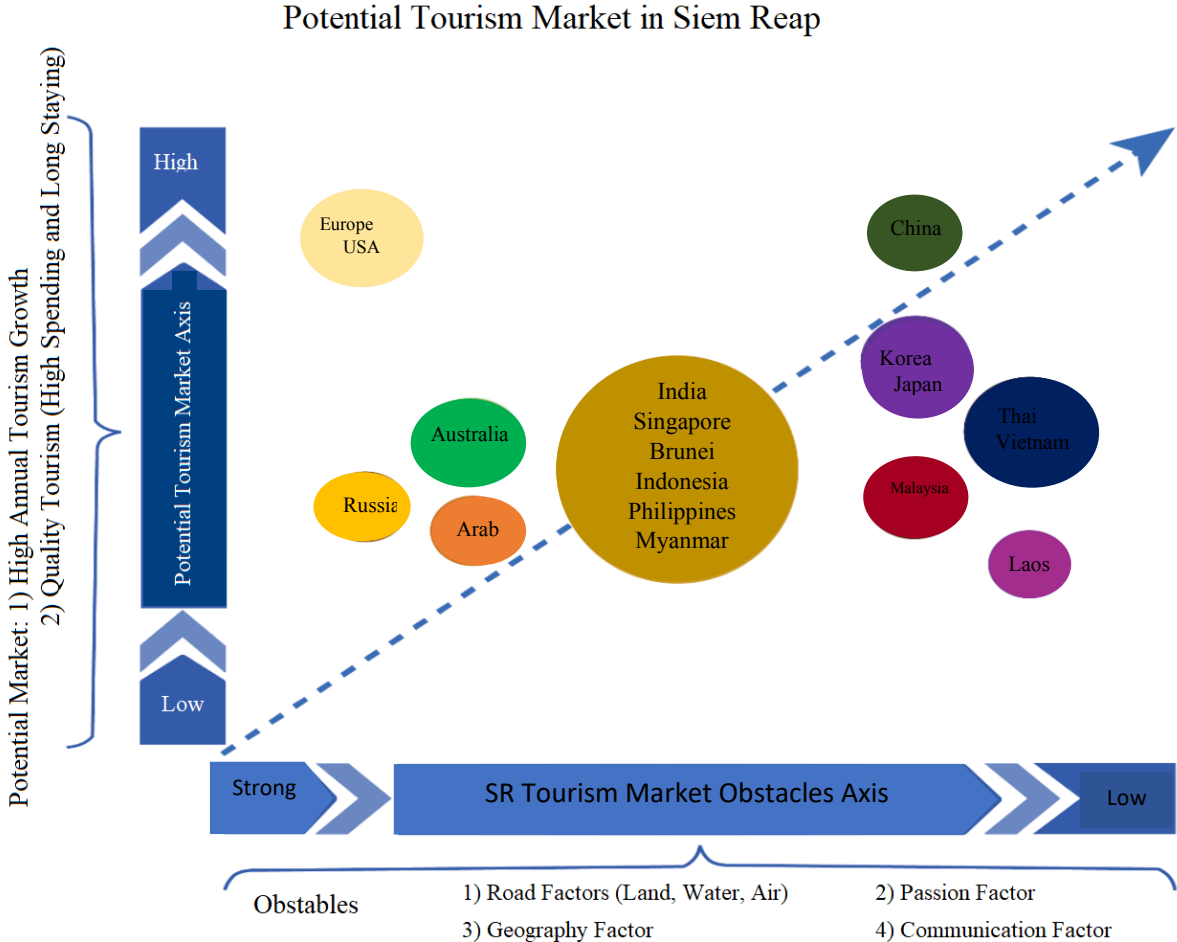 Potential Tourism Market in Siem Reap
Potential Market: 1) High Annual Tourism Growth
2) Quality Tourism (High Spending and Long Staying)
High
Potential Tourism Market Axis
Low
Europe
USA
China
Korea
Japan
India
Singapore
Brunei
Indonesia
Philippines
Myanmar
Thai
Vietnam
Australia
Malaysia
Russia
Arab
Laos
Strong
SR Tourism Market Obstacles Axis
Low
Obstables
1) Road Factors (Land, Water, Air)
2) Passion Factor
3) Geography Factor
4) Communication Factor